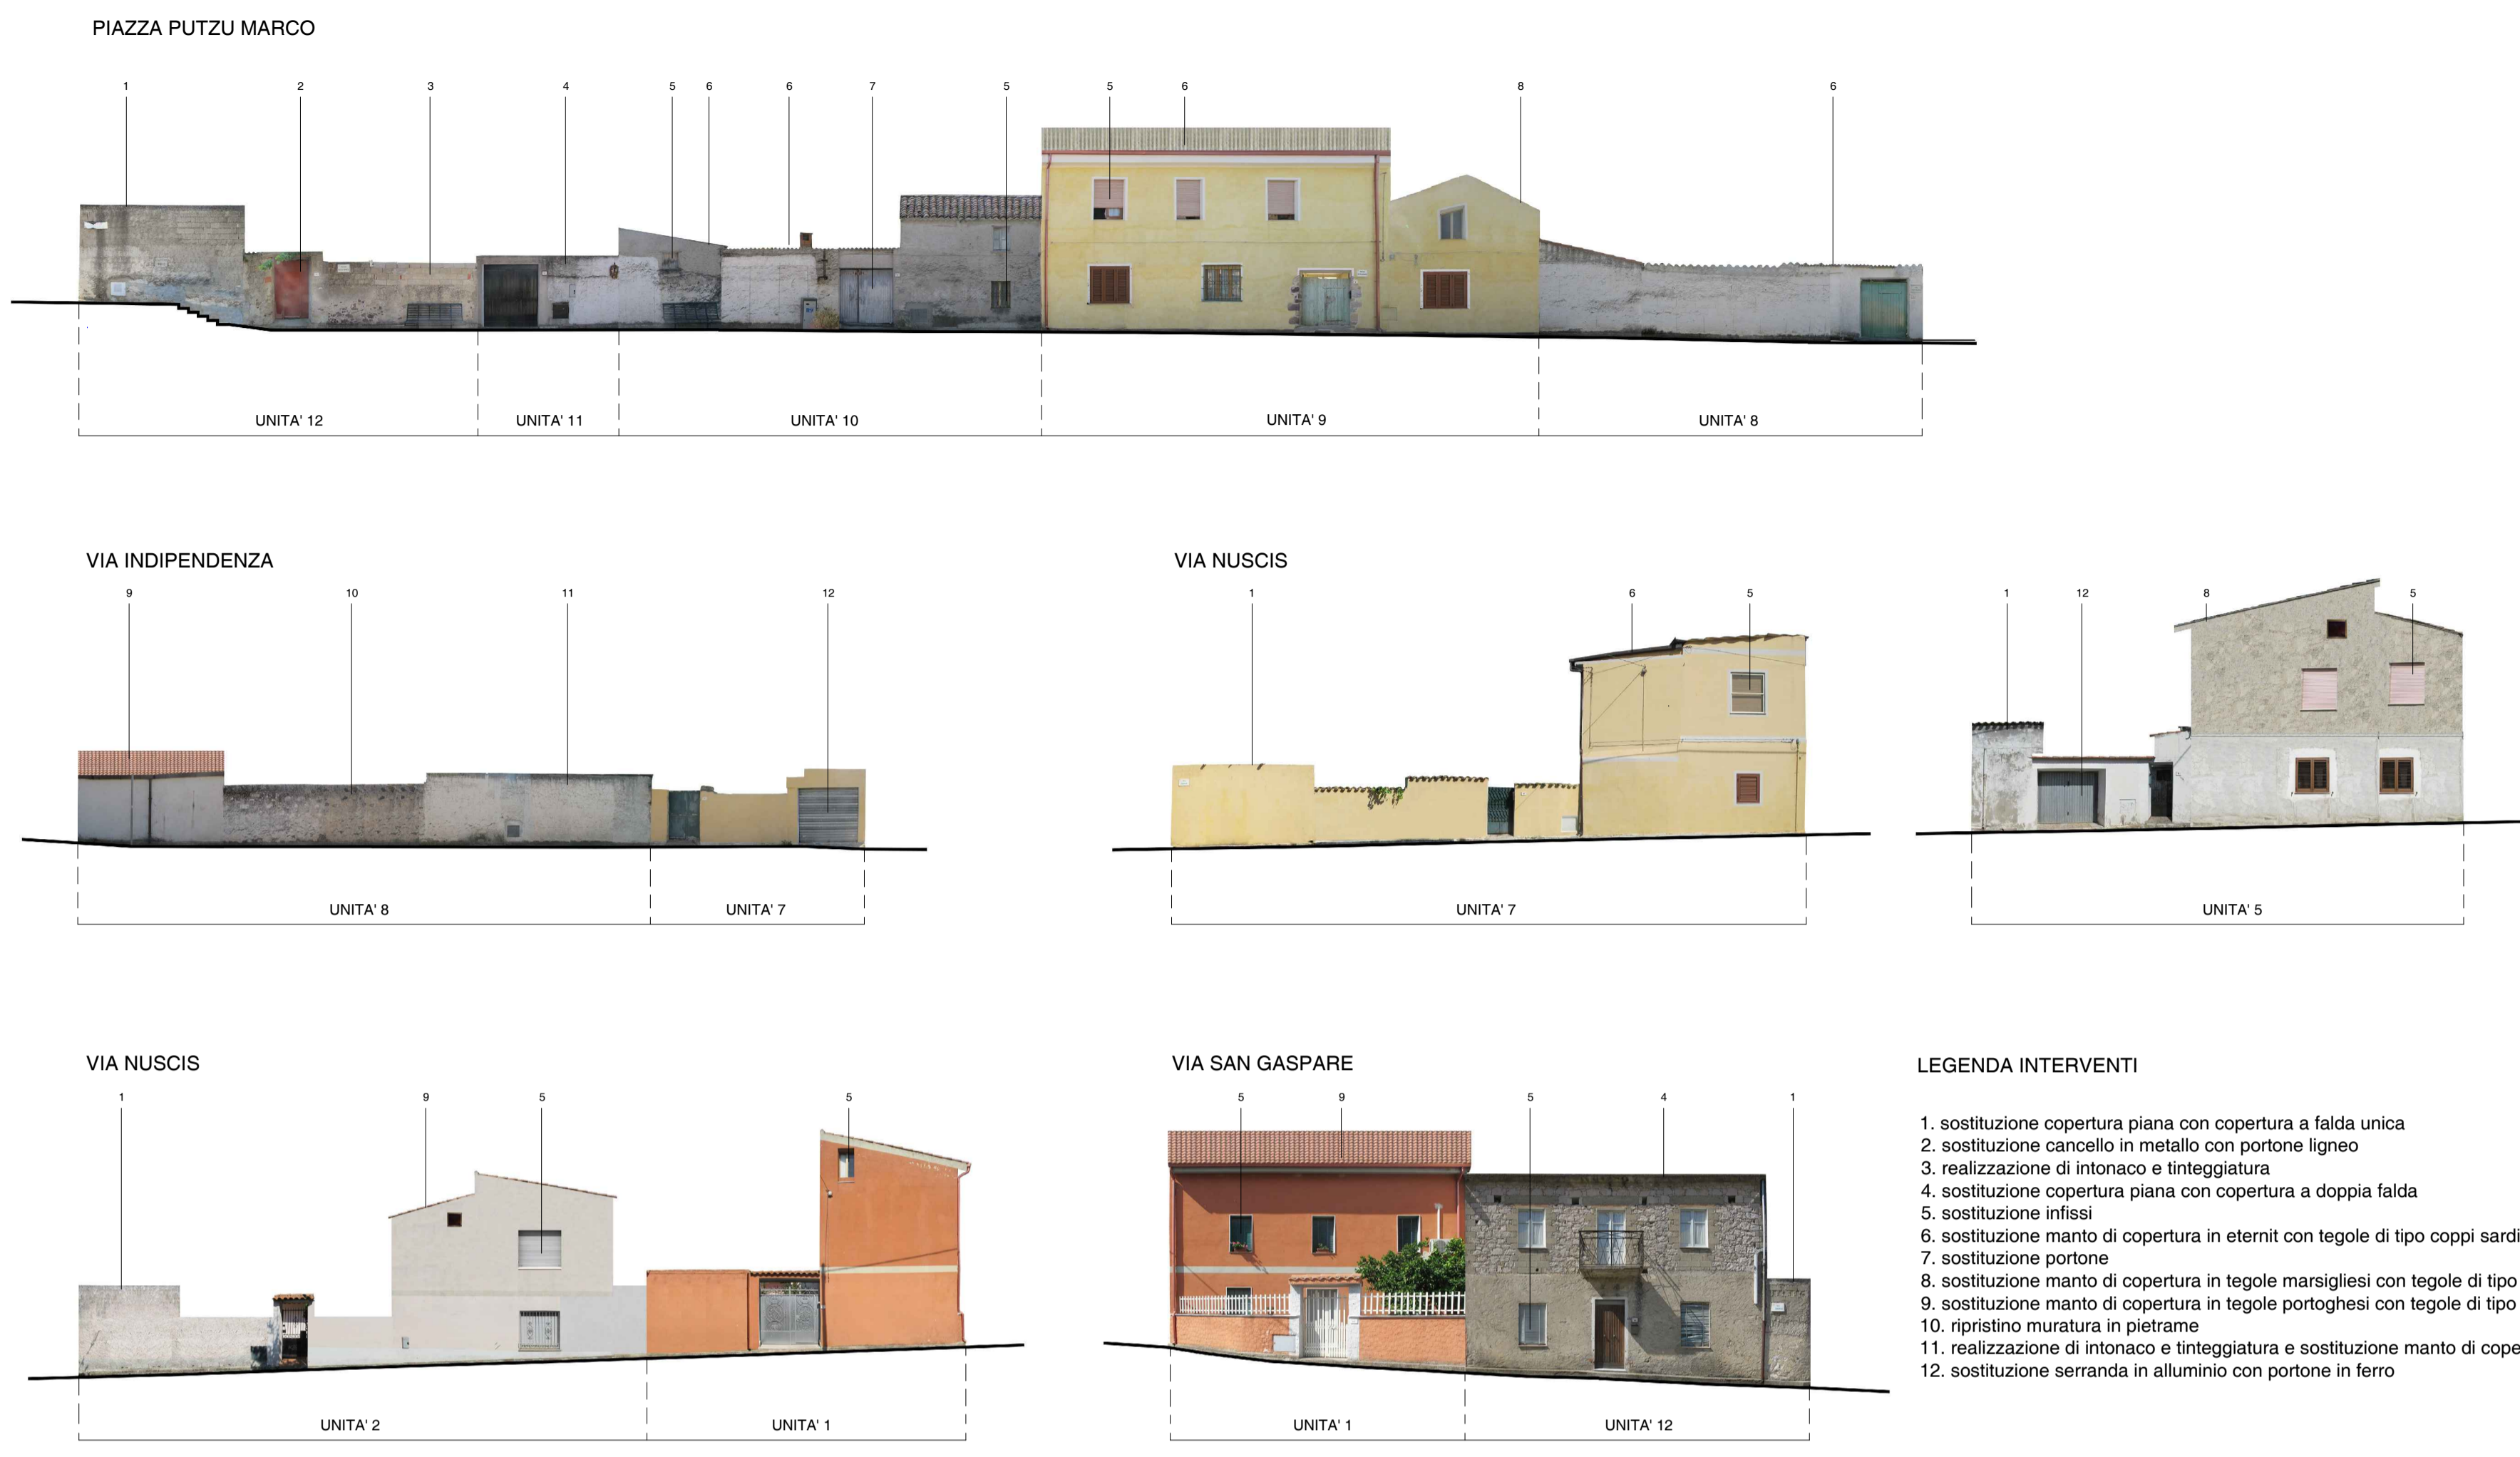 PIAZZA PUTZU MARCO
1 2 3 4 5 6 6 7 5 5 6 8 6
UNITA' 12 UNITA' 11 UNITA' 10 UNITA' 9 UNITA' 8
VIA INDIPENDENZA
9 10 11 12
UNITA' 8 UNITA' 7
VIA NUSCIS
1 6 5 1 12 8 5
UNITA' 7 UNITA' 5
VIA NUSCIS
1 9 5 5
UNITA' 2 UNITA' 1
VIA SAN GASPARE
5 9 5 4 1
UNITA' 1 UNITA' 12
LEGENDA INTERVENTI
1. sostituzione copertura piana con copertura a falda unica
2. sostituzione cancello in metallo con portone ligneo
3. realizzazione di intonaco e tinteggiatura
4. sostituzione copertura piana con copertura a doppia falda
5. sostituzione infissi
6. sostituzione manto di copertura in eternit con tegole di tipo coppi sardi
7. sostituzione portone
8. sostituzione manto di copertura in tegole marsigliesi con tegole di tipo
9. sostituzione manto di copertura in tegole portoghesi con tegole di tipo
10. ripristino muratura in pietrame
11. realizzazione di intonaco e tinteggiatura e sostituzione manto di cope
12. sostituzione serranda in alluminio con portone in ferro